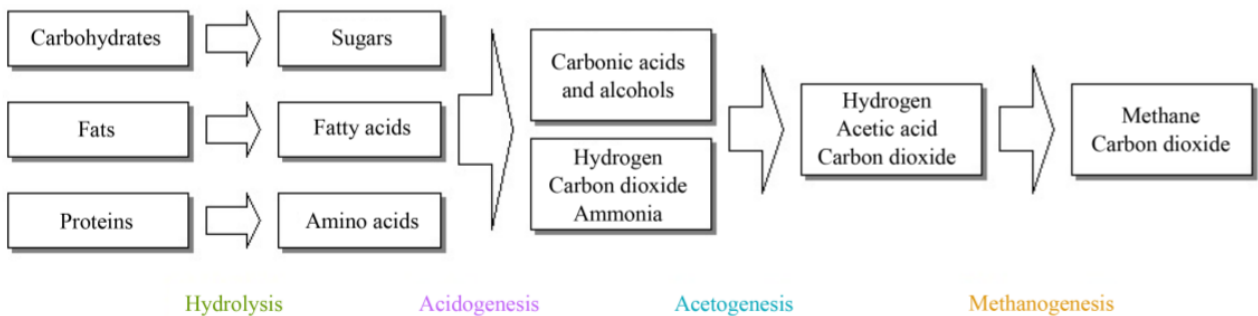 Carbohydrates
Sugars
Fats
Fatty acids
Proteins
Amino acids
Carbonic acids
and alcohols
Hydrogen
Carbon dioxide
Ammonia
Hydrogen
Acetic acid
Carbon dioxide
Methane
Carbon dioxide
Hydrolysis
Acidogenesis
Acetogenesis
Methanogenesis